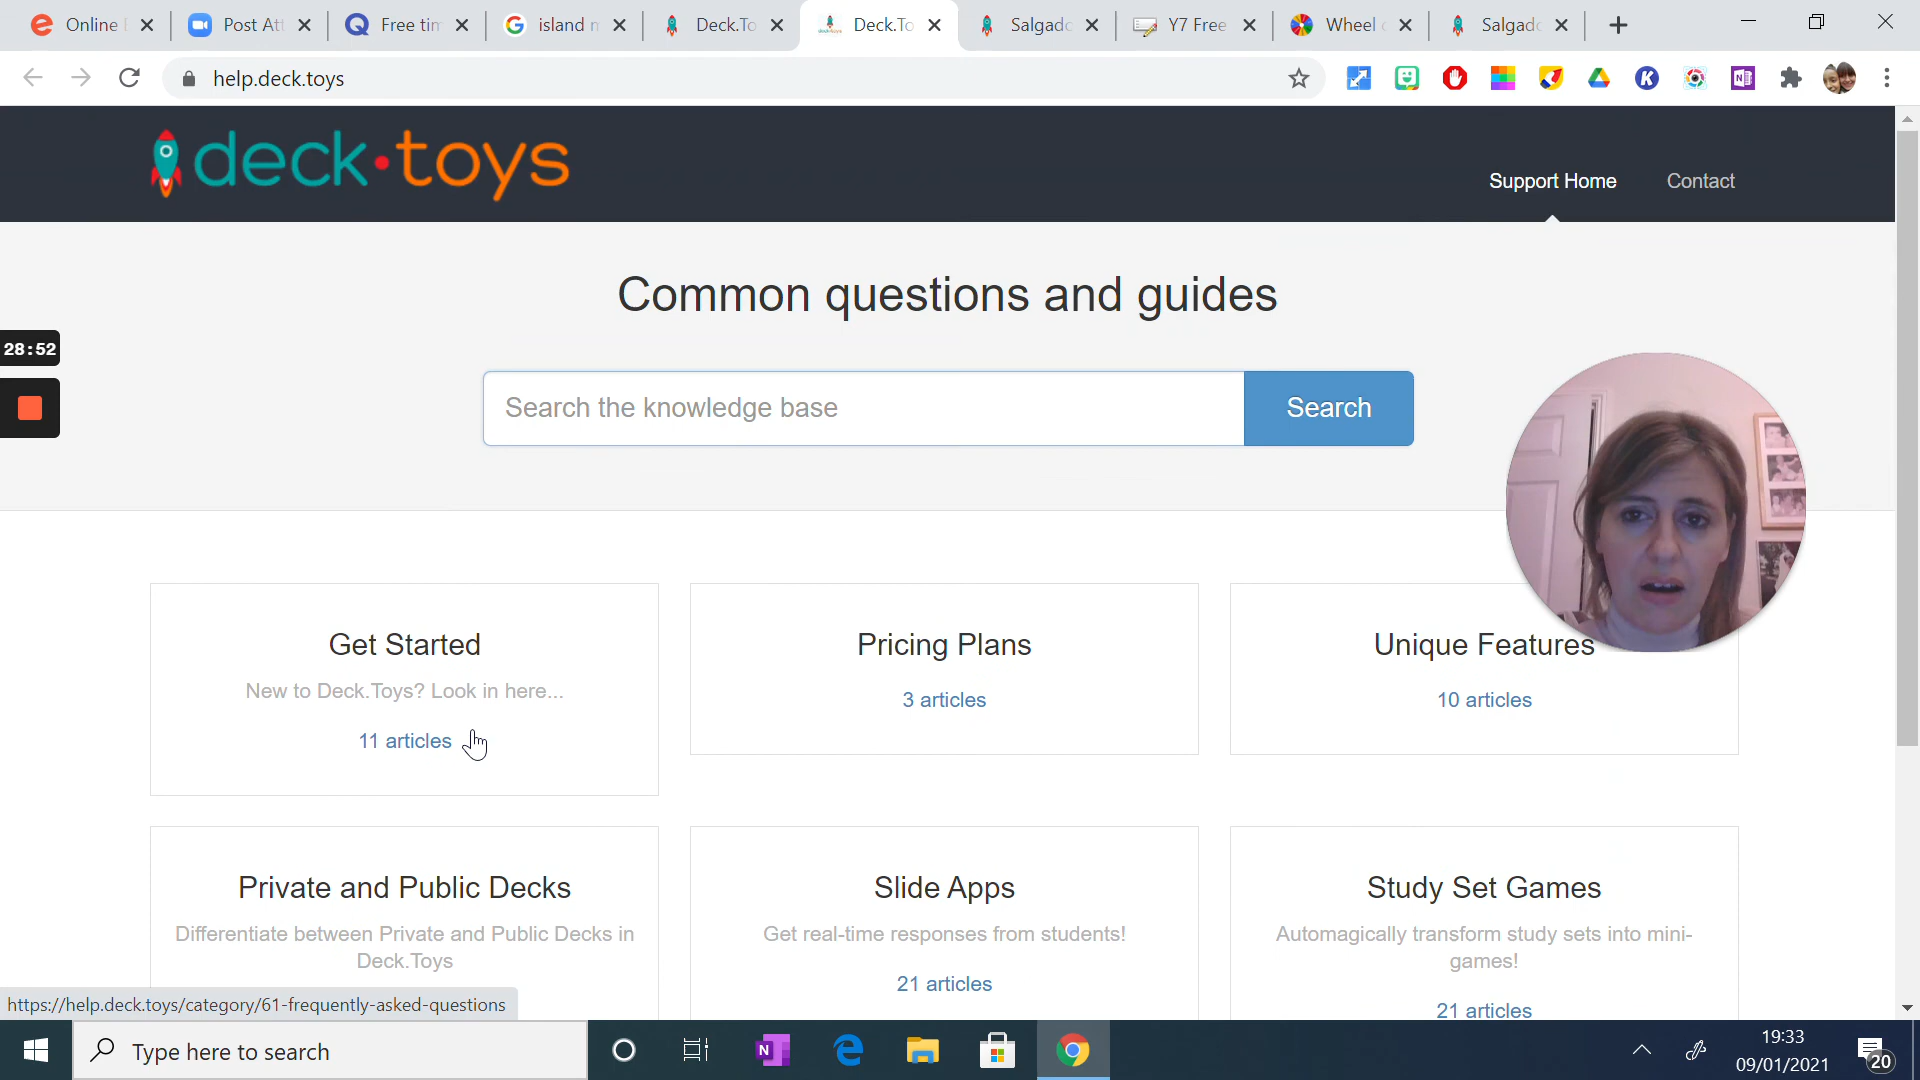 Online
Post Att
Free tim
island m
Deck.To
Deck.To
Salgado
Y7 Free
Wheel
Salgado
help.deck.toys
deck.toys
Support Home
Contact
Common questions and guides
28:52
Search the knowledge base
Search
Get Started
New to Deck.Toys? Look in here...
11 articles
Pricing Plans
3 articles
Unique Features
10 articles
Private and Public Decks
Differentiate between Private and Public Decks in
Deck.Toys
Slide Apps
Get real-time responses from students!
21 articles
Study Set Games
Automagically transform study sets into mini-
games!
21 articles
https://help.deck.toys/category/61-frequently-asked-questions
Type here to search
19:33
09/01/2021
20